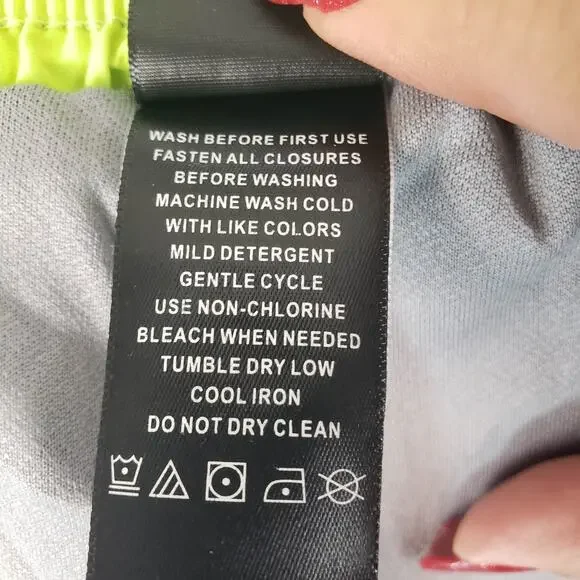 WASH BEFORE FIRST USE
FASTEN ALL CLOSURES
BEFORE WASHING
MACHINE WASH COLD
WITH LIKE COLORS
MILD DETERGENT
GENTLE CYCLE
USE NON-CHLORINE
BLEACH WHEN NEEDED
TUMBLE DRY LOW
COOL IRON
DO NOT DRY CLEAN